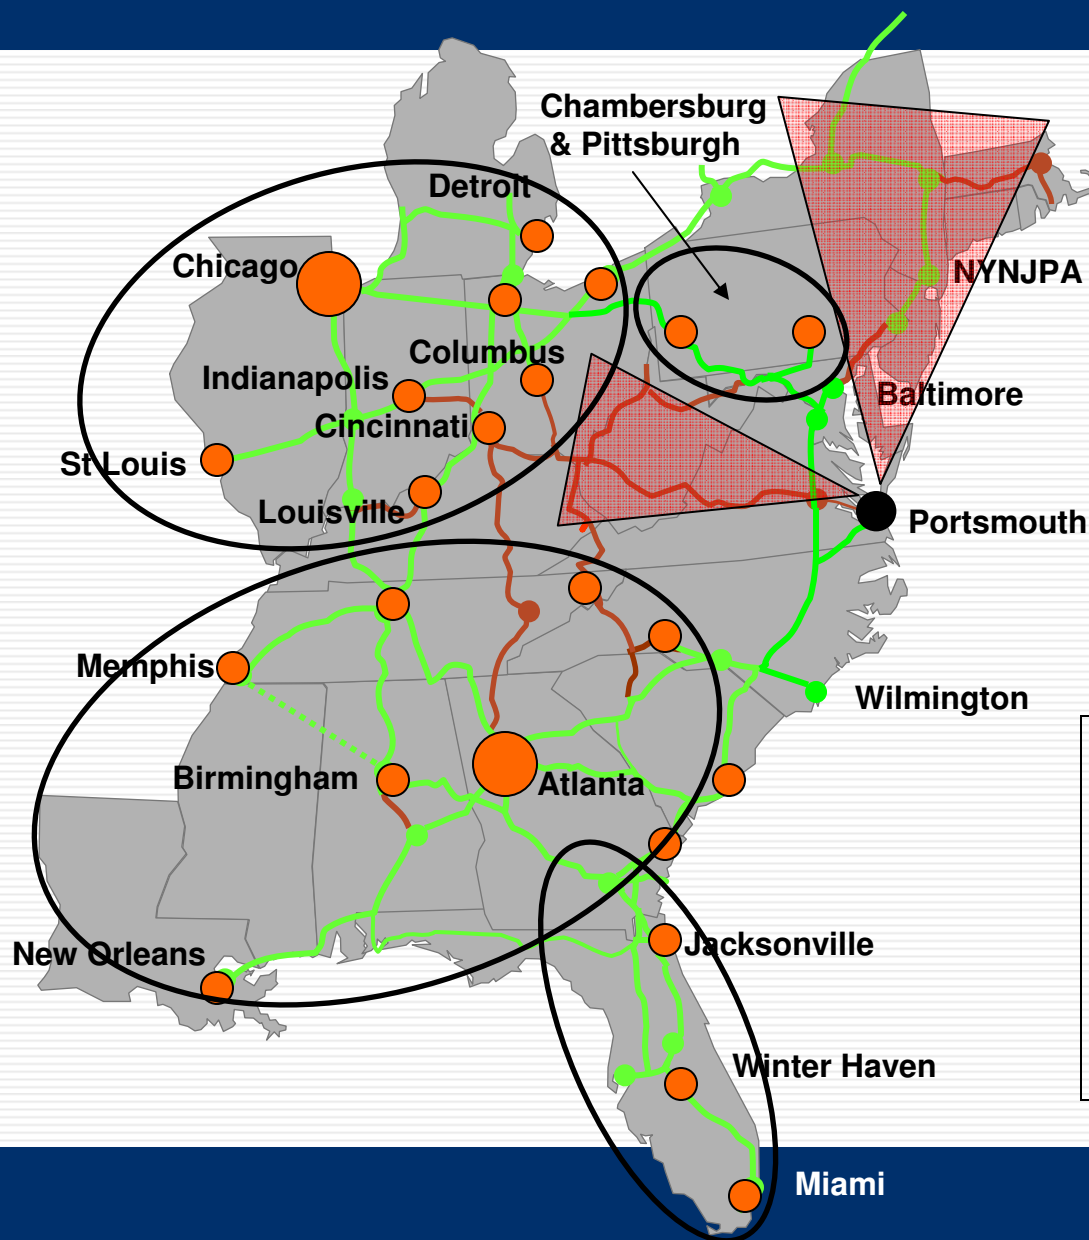 Chambersburg
& Pittsburgh
Detroit
Chicago
NYNJPA
Columbus
Indianapolis
Baltimore
Cincinnati
St Louis
Louisville
Portsmouth
Memphis
Wilmington
Birmingham
Atlanta
New Orleans
Jacksonville
Winter Haven
Miami